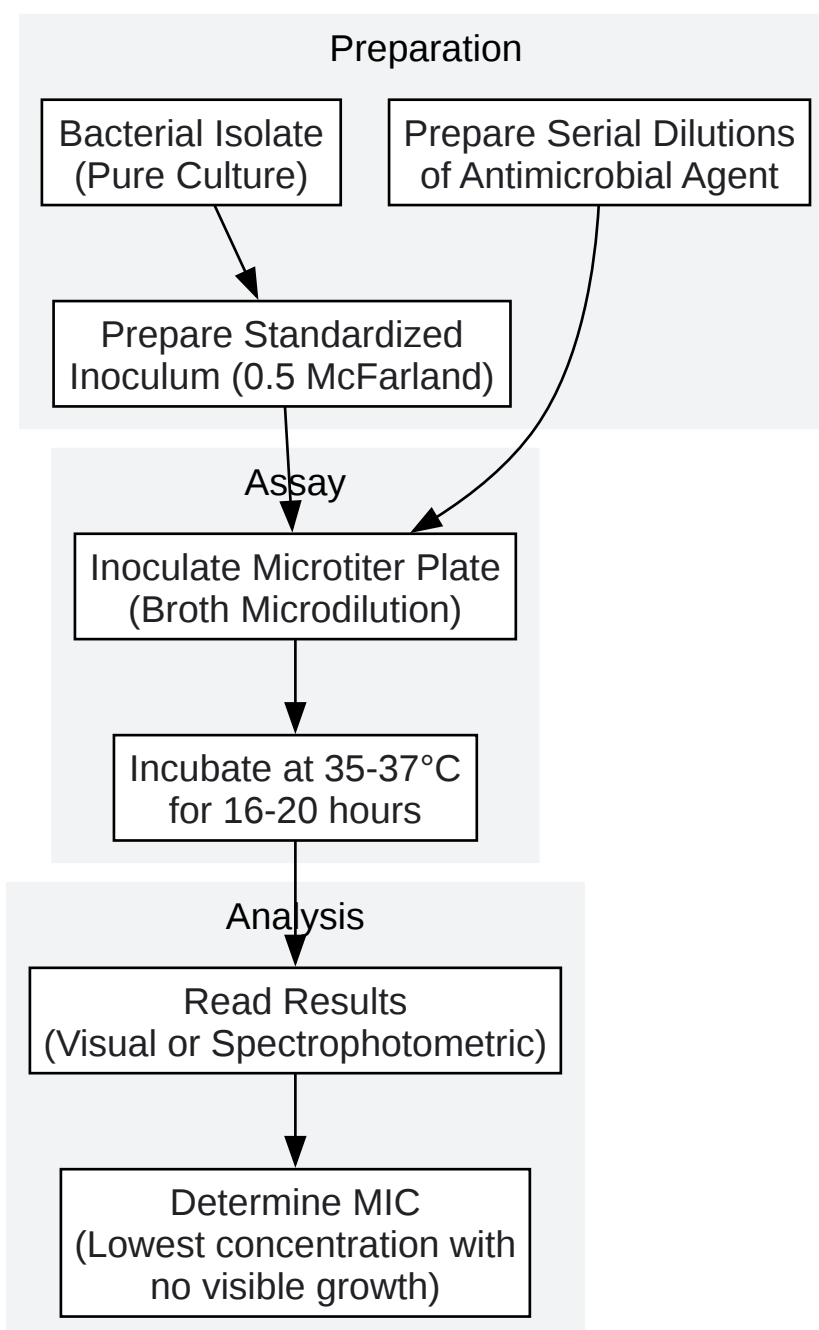 Preparation
Bacterial Isolate
(Pure Culture)
Prepare Serial Dilutions
of Antimicrobial Agent
Prepare Standardized
Inoculum (0.5 McFarland)
Assay
Inoculate Microtiter Plate
(Broth Microdilution)
Incubate at 35-37°C
for 16-20 hours
Analysis
Read Results
(Visual or Spectrophotometric)
Determine MIC
(Lowest concentration with
no visible growth)